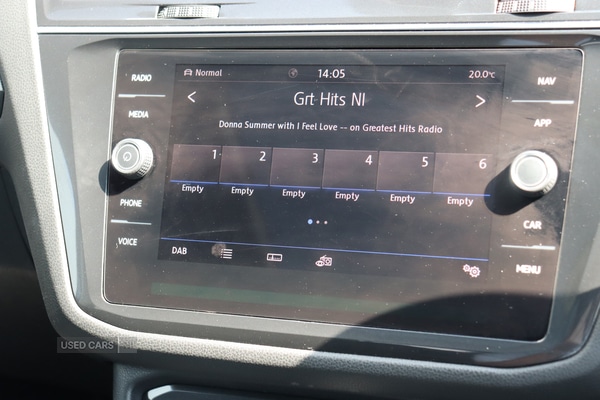 RADIO
MEDIA
PHONE
VOICE
Normal
14:05
20.0°C
< Grt Hits NI >
Donna Summer with I Feel Love -- on Greatest Hits Radio
1 2 3 4 5 6
Empty Empty Empty Empty Empty Empty
DAB
NAV
APP
CAR
MENU
USED CARS NI